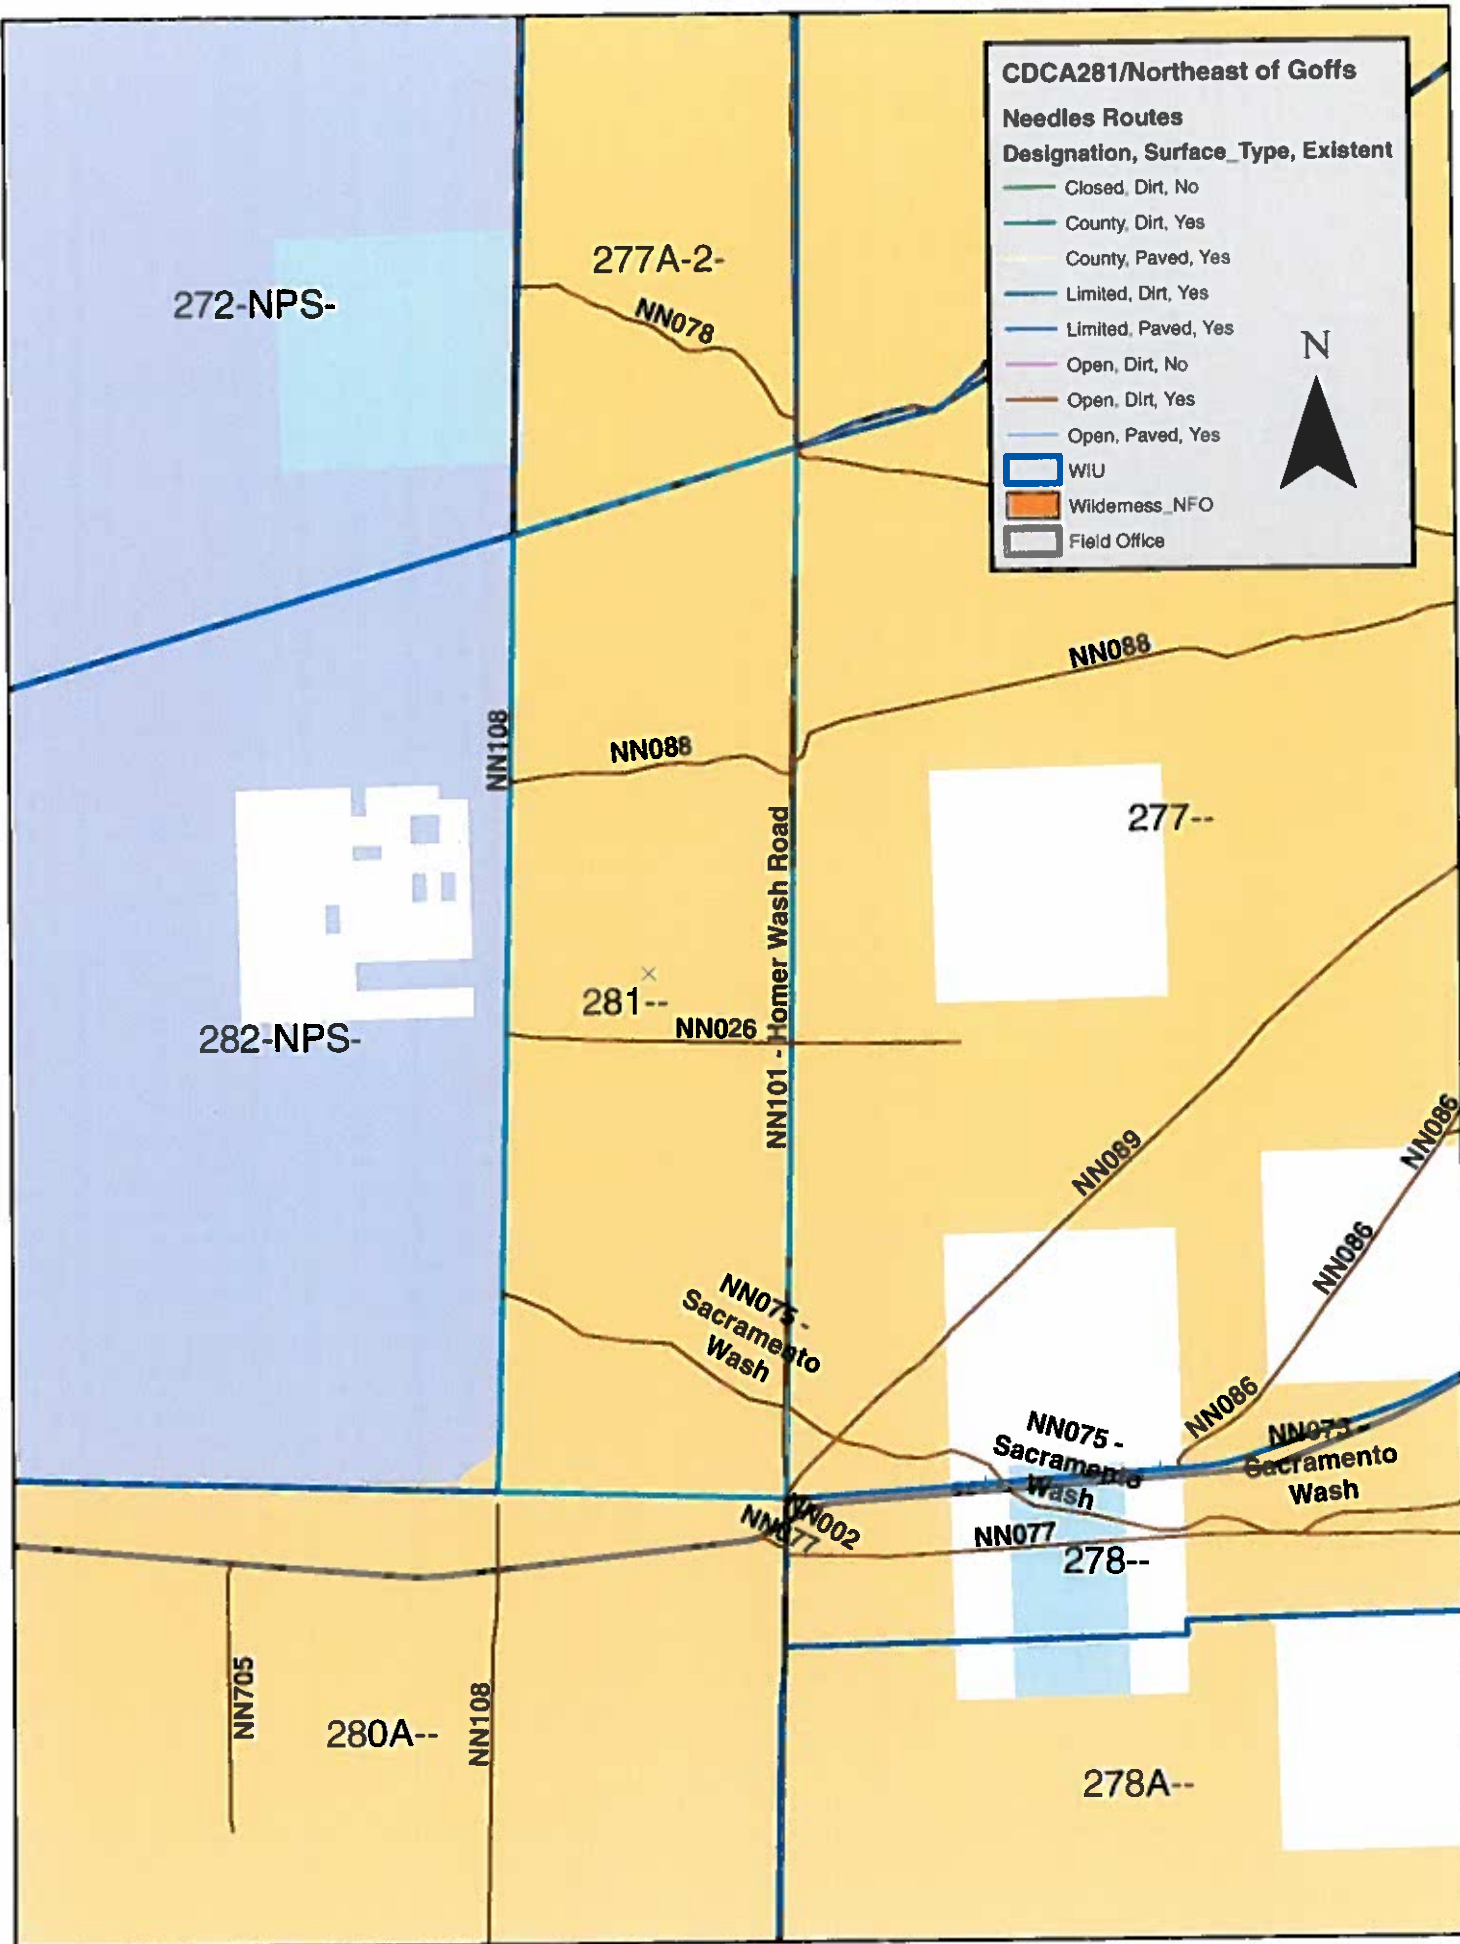 CDCA281/Northeast of Goffs
Needles Routes
Designation, Surface_Type, Existent
Closed, Dirt, No
County, Dirt, Yes
County, Paved, Yes
Limited, Dirt, Yes
Limited, Paved, Yes
Open, Dirt, No
Open, Dirt, Yes
Open, Paved, Yes
WIU
Wilderness_NFO
Field Office
N
277A-2-
272-NPS-
NN078
NN088
NN108
NN088
277--
NN101 - Homer Wash Road
281--
NN026
282-NPS-
NN089
NN086
NN086
NN075 -
Sacramento
Wash
NN086
NN075 -
Sacramento
Wash
NN073 -
Sacramento
Wash
NN002
NN077
NN077
278--
NN705
NN108
280A--
278A--